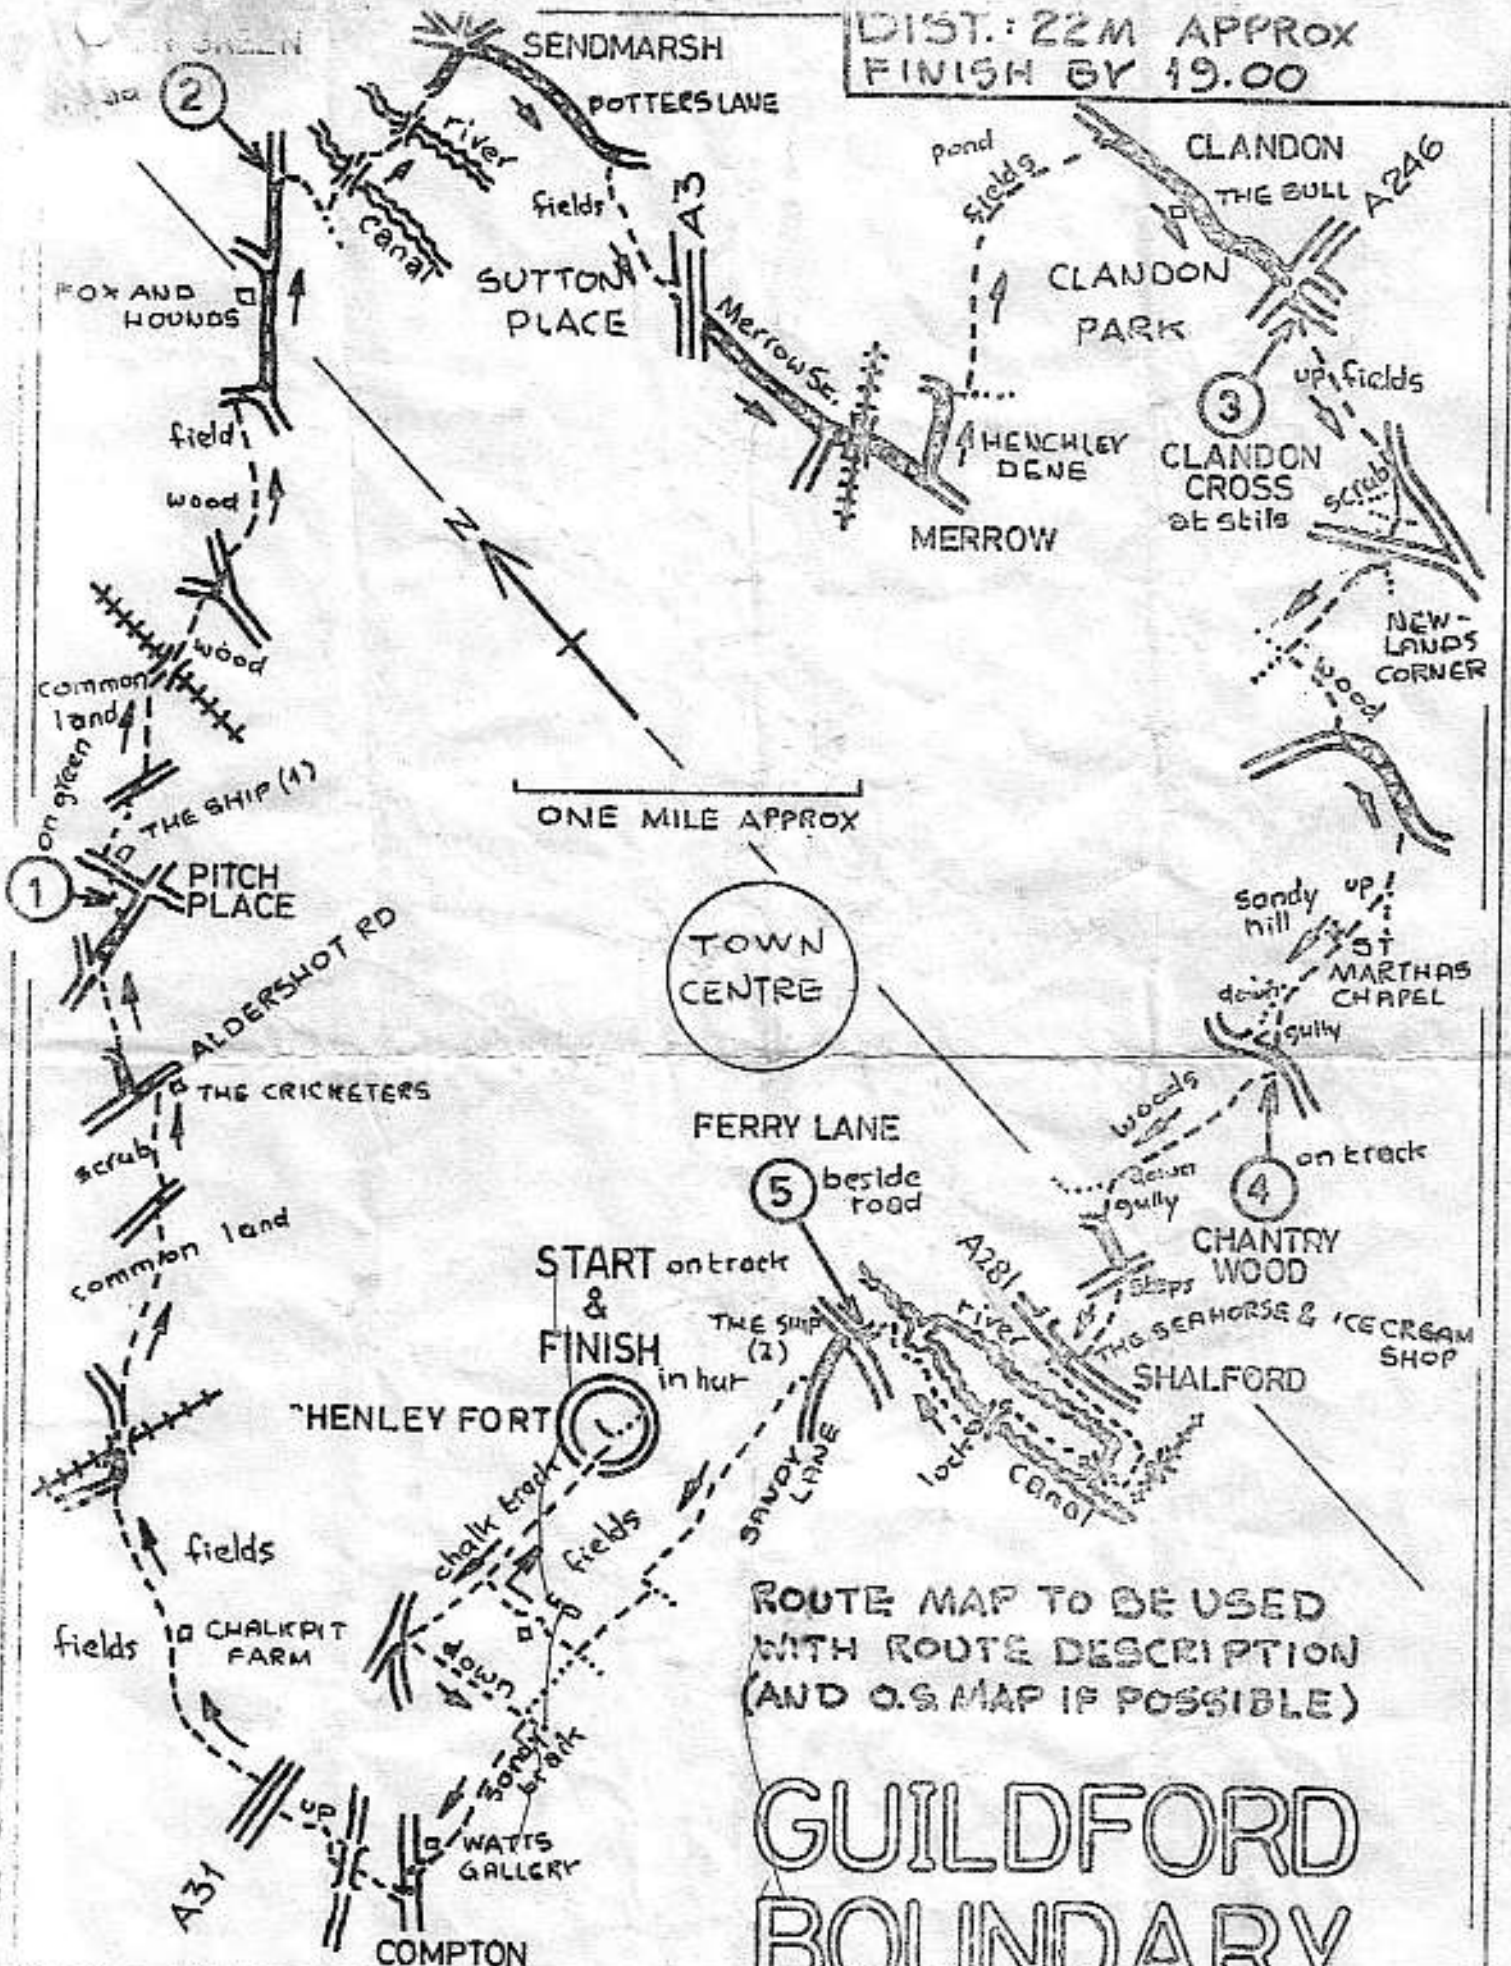 DIST.: 22M APPROX
FINISH BY 19.00
GREEN
2
SENDMARSH
POTTERS LANE
river
canal
fields
A3
SUTTON
PLACE
FOX AND
HOUNDS
Merrow St.
pond
fields
CLANDON
THE BULL
A246
CLANDON
PARK
3
CLANDON
CROSS
at stile
up fields
scrub
HENCHLEY
DENE
MERROW
field
wood
N
wood
common
land
on green
THE SHIP (1)
1
PITCH
PLACE
ONE MILE APPROX
NEW-
LANDS
CORNER
wood
TOWN
CENTRE
sandy
hill
up
ST
MARTHAS
CHAPEL
down
gully
ALDERSHOT RD
THE CRICKETERS
scrub
common land
FERRY LANE
5
beside
road
woods
down
gully
4
on track
CHANTRY
WOOD
steps
A281
river
THE SEAHORSE & ICE CREAM
SHOP
SHALFORD
START on track
&
FINISH
in hut
HENLEY FORT
THE SHIP
(2)
SANDY
LANE
lock
canal
chalk track
fields
up
down
sandy
track
fields
fields
CHALKPIT
FARM
A31
up
WATTS
GALLERY
COMPTON
ROUTE MAP TO BE USED
WITH ROUTE DESCRIPTION
(AND O.S. MAP IF POSSIBLE)
GUILDFORD
BOUNDARY